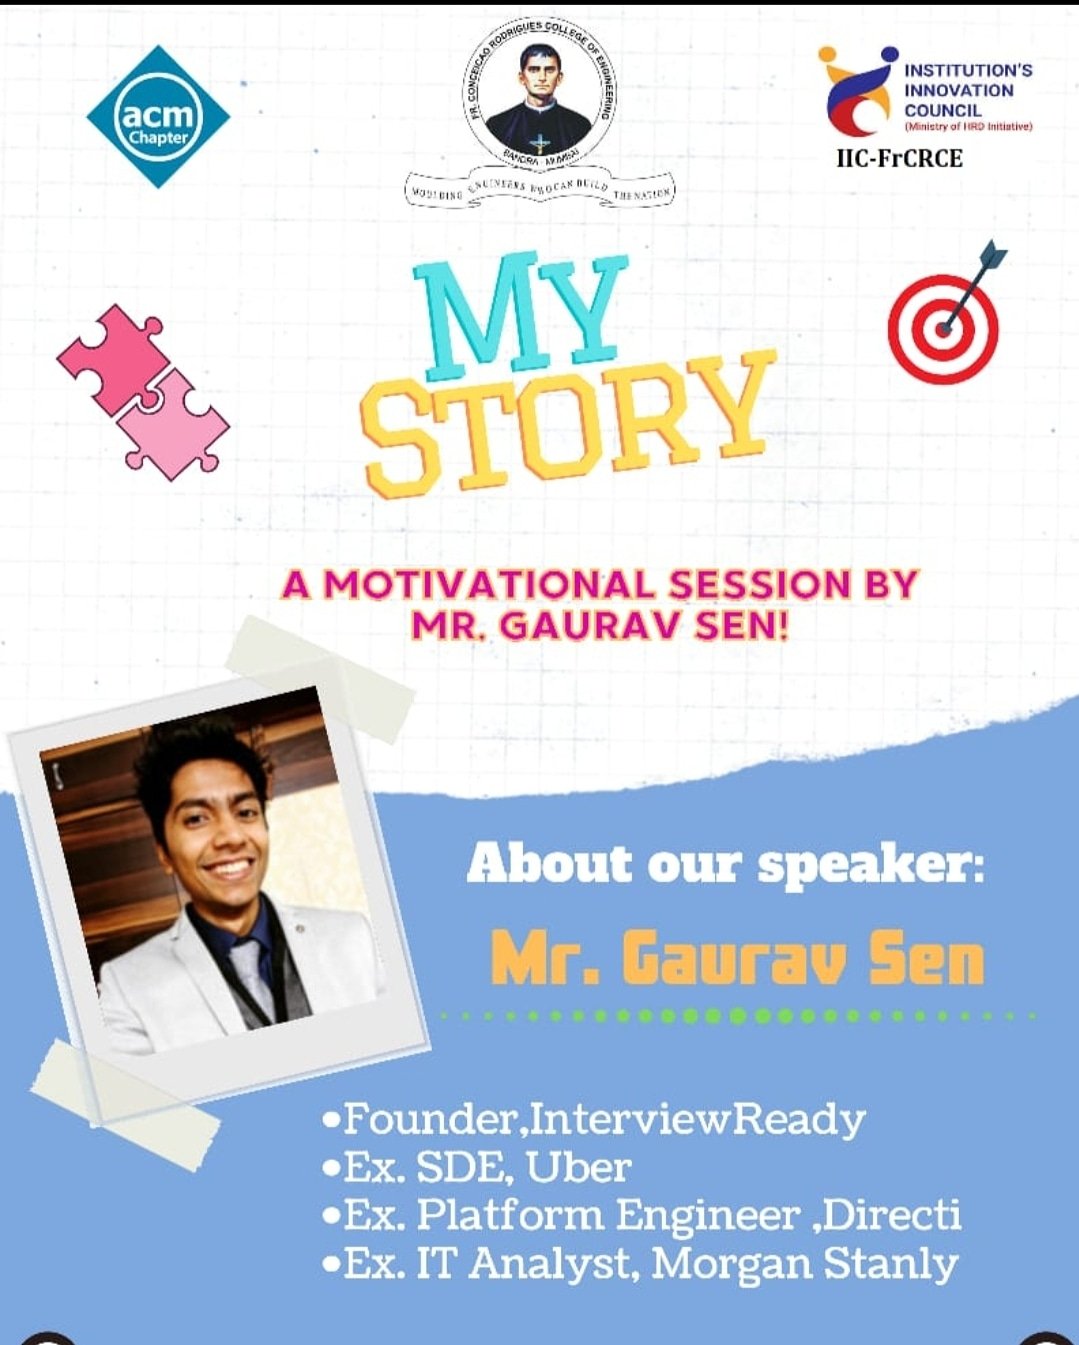 acm
Chapter
FR. CONCEICAO RODRIGUES COLLEGE OF ENGINEERING
BANDRA - MUMBAI
MOULDING ENGINEERS WHO CAN BUILD THE NATION
INSTITUTION'S
INNOVATION
COUNCIL
(Ministry of HRD Initiative)
IIC-FrCRCE
MY
STORY
A MOTIVATIONAL SESSION BY
MR. GAURAV SEN!
About our speaker:
Mr. Gaurav Sen
•Founder,InterviewReady
•Ex. SDE, Uber
•Ex. Platform Engineer ,Directi
•Ex. IT Analyst, Morgan Stanly